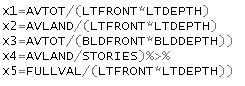 x1=AVTOT/(LTFRONT*LTDEPTH)
x2=AVLAND/(LTFRONT*LTDEPTH)
x3=AVTOT/(BLDFRONT*BLDDEPTH))
x4=AVLAND/STORIES)%>%
x5=FULLVAL/(LTFRONT*LTDEPTH))